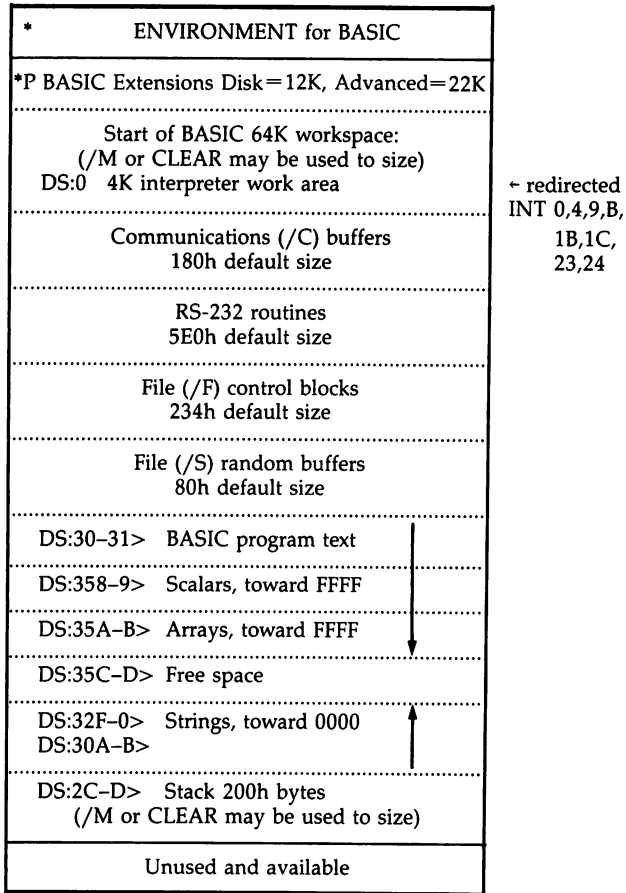 * ENVIRONMENT for BASIC
*P BASIC Extensions Disk=12K, Advanced=22K
Start of BASIC 64K workspace:
(/M or CLEAR may be used to size)
DS:0 4K interpreter work area
← redirected
INT 0,4,9,B,
1B,1C,
23,24
Communications (/C) buffers
180h default size
RS-232 routines
5E0h default size
File (/F) control blocks
234h default size
File (/S) random buffers
80h default size
DS:30–31> BASIC program text
DS:358–9> Scalars, toward FFFF
DS:35A–B> Arrays, toward FFFF
DS:35C–D> Free space
DS:32F–0> Strings, toward 0000
DS:30A–B>
DS:2C–D> Stack 200h bytes
(/M or CLEAR may be used to size)
Unused and available